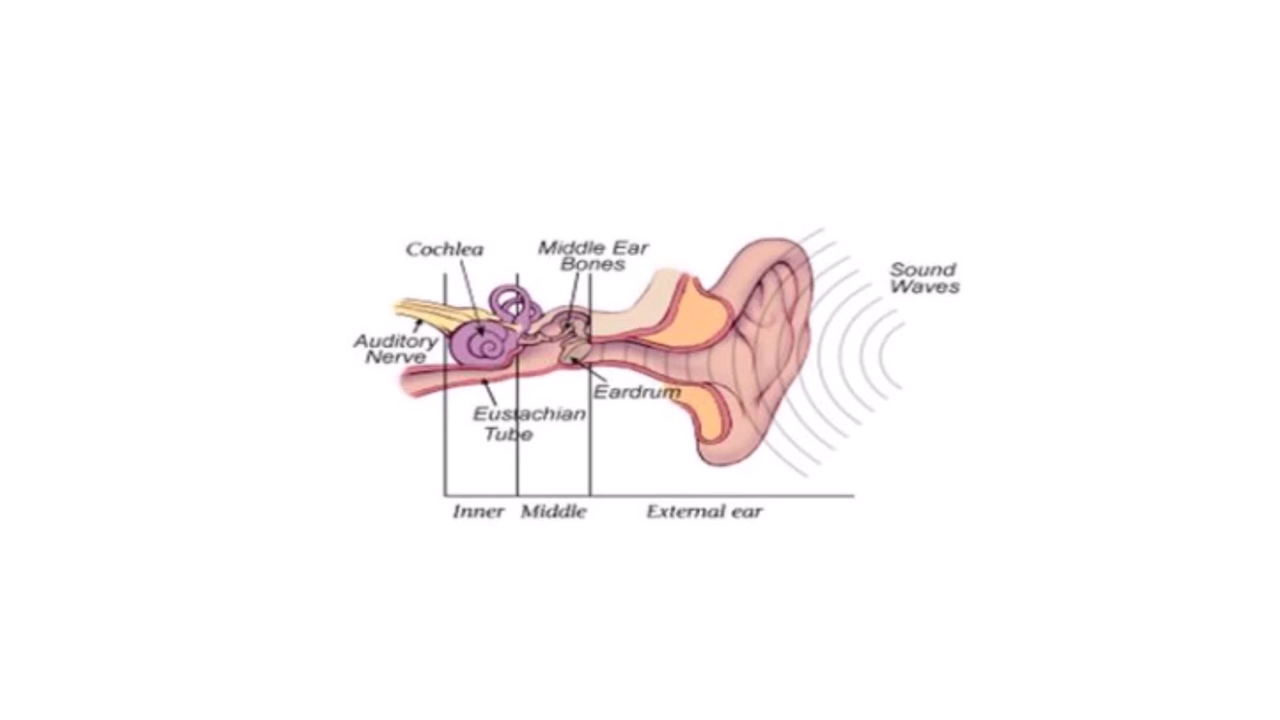 Cochlea
Middle Ear
Bones
Sound
Waves
Auditory
Nerve
Eardrum
Eustachian
Tube
Inner
Middle
External ear